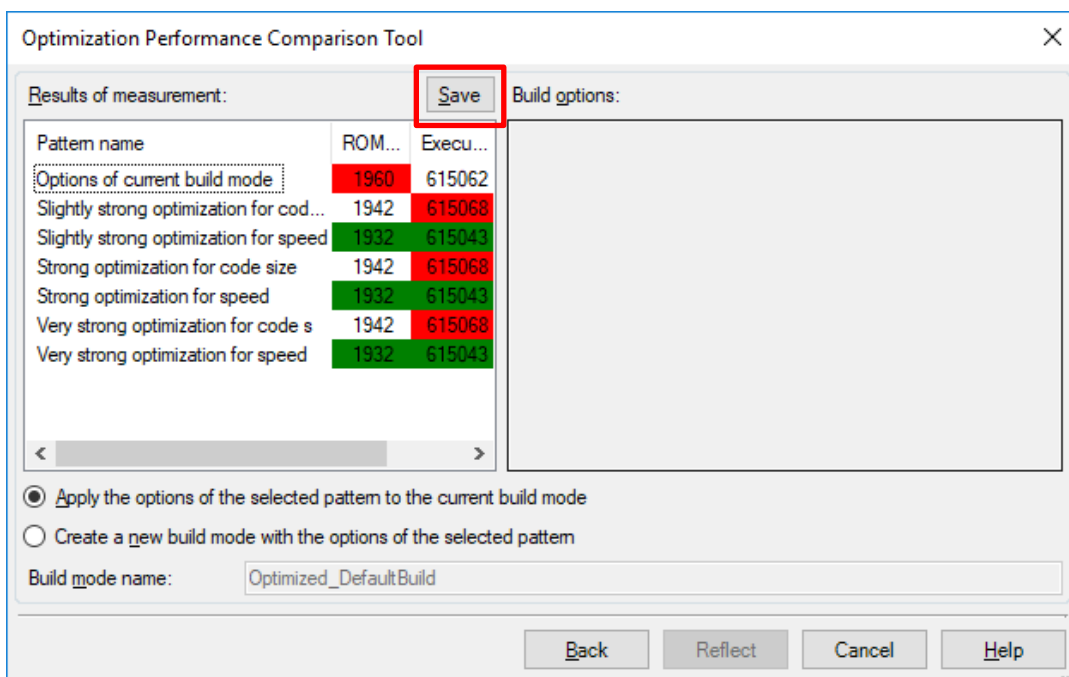 Optimization Performance Comparison Tool
Results of measurement: Save Build options:
Pattern name ROM... Execu...
Options of current build mode 1960 615062
Slightly strong optimization for cod... 1942 615068
Slightly strong optimization for speed 1932 615043
Strong optimization for code size 1942 615068
Strong optimization for speed 1932 615043
Very strong optimization for code s 1942 615068
Very strong optimization for speed 1932 615043
Apply the options of the selected pattern to the current build mode
Create a new build mode with the options of the selected pattern
Build mode name: Optimized_DefaultBuild
Back Reflect Cancel Help